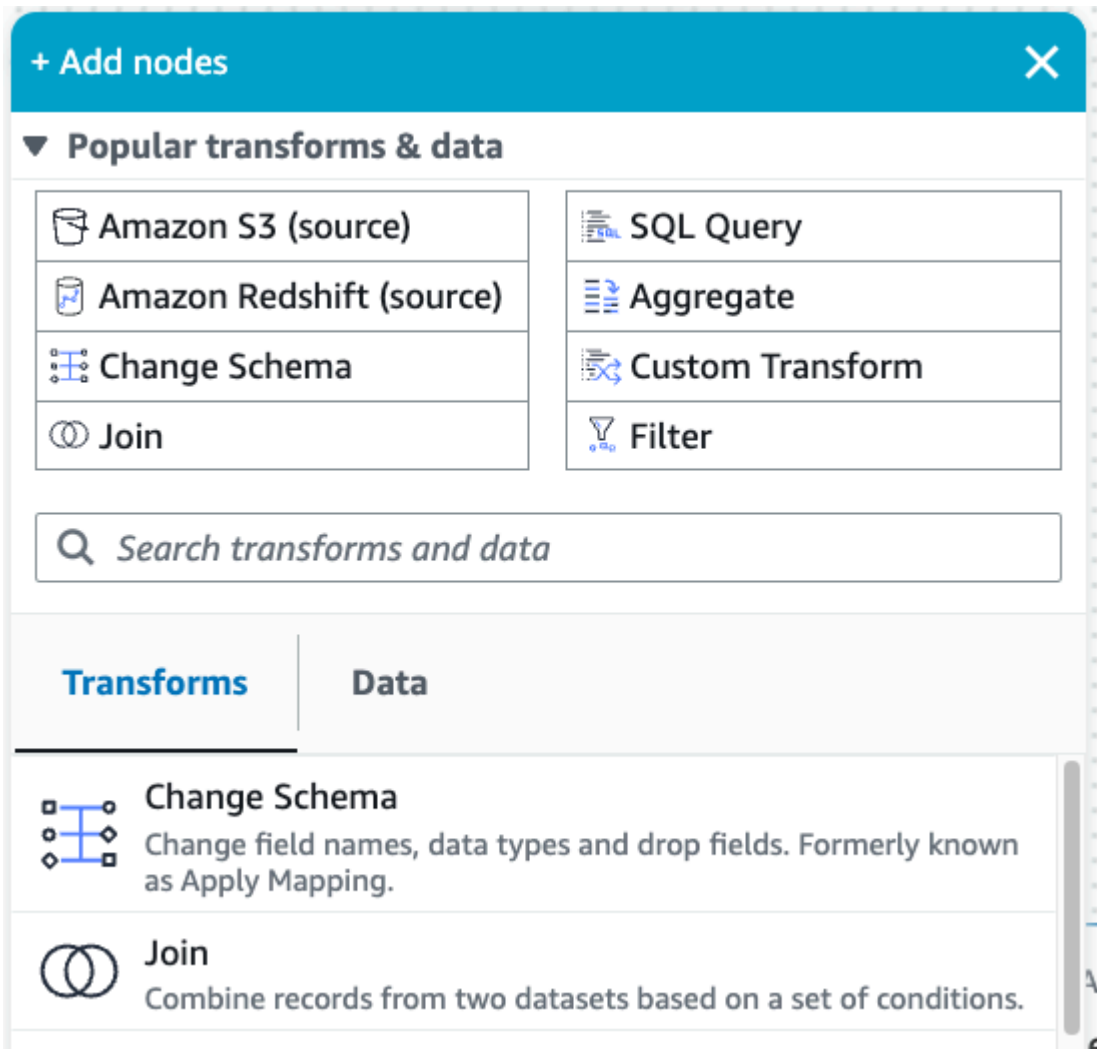 + Add nodes
▼ Popular transforms & data
Amazon S3 (source)
Amazon Redshift (source)
Change Schema
Join
SQL Query
Aggregate
Custom Transform
Filter
Search transforms and data
Transforms
Data
Change Schema
Change field names, data types and drop fields. Formerly known
as Apply Mapping.
Join
Combine records from two datasets based on a set of conditions.